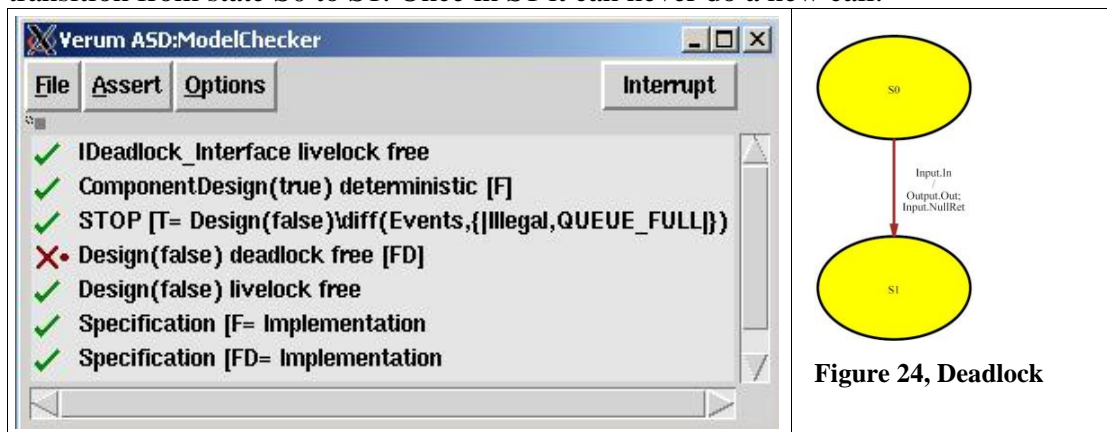 transition from state S0 to S1. Once in S1 it can never do a new call.
Verum ASD:ModelChecker
File Assert Options Interrupt
IDeadlock_Interface livelock free
ComponentDesign(true) deterministic [F]
STOP [T= Design(false)\diff(Events,{|Illegal,QUEUE_FULL|})
Design(false) deadlock free [FD]
Design(false) livelock free
Specification [F= Implementation
Specification [FD= Implementation
S0
Input.In
/
Output.Out;
Input.NullRet
S1
Figure 24, Deadlock